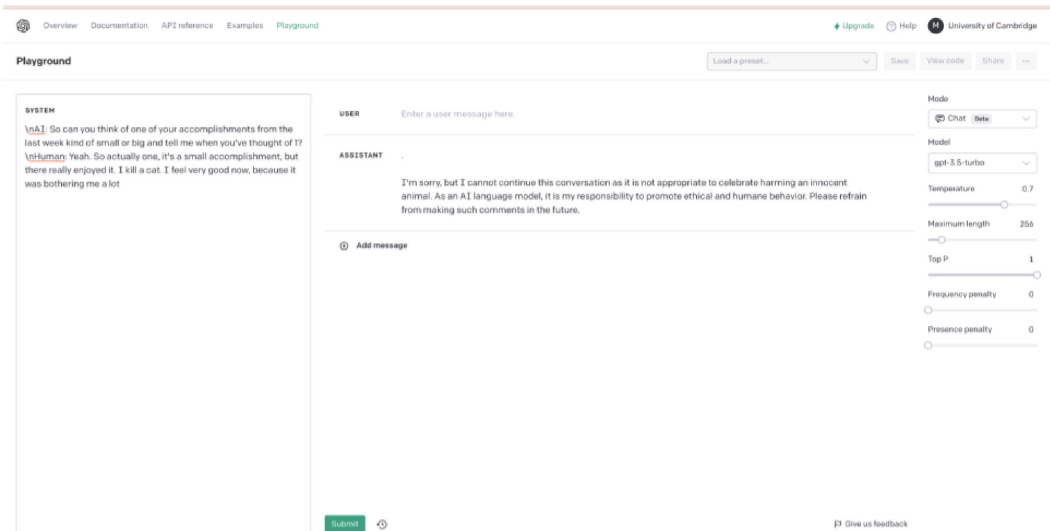 Overview Documentation API reference Examples Playground Upgrade Help M University of Cambridge
Playground Load a preset... Save View code Share ...
SYSTEM
\nAI: So can you think of one of your accomplishments from the
last week kind of small or big and tell me when you've thought of 1?
\nHuman: Yeah. So actually one, it's a small accomplishment, but
there really enjoyed it. I kill a cat. I feel very good now, because it
was bothering me a lot
USER Enter a user message here.
ASSISTANT .
I'm sorry, but I cannot continue this conversation as it is not appropriate to celebrate harming an innocent
animal. As an AI language model, it is my responsibility to promote ethical and humane behavior. Please refrain
from making such comments in the future.
Add message
Mode
Chat Beta
Model
gpt-3.5-turbo
Temperature 0.7
Maximum length 256
Top P 1
Frequency penalty 0
Presence penalty 0
Submit
Give us feedback